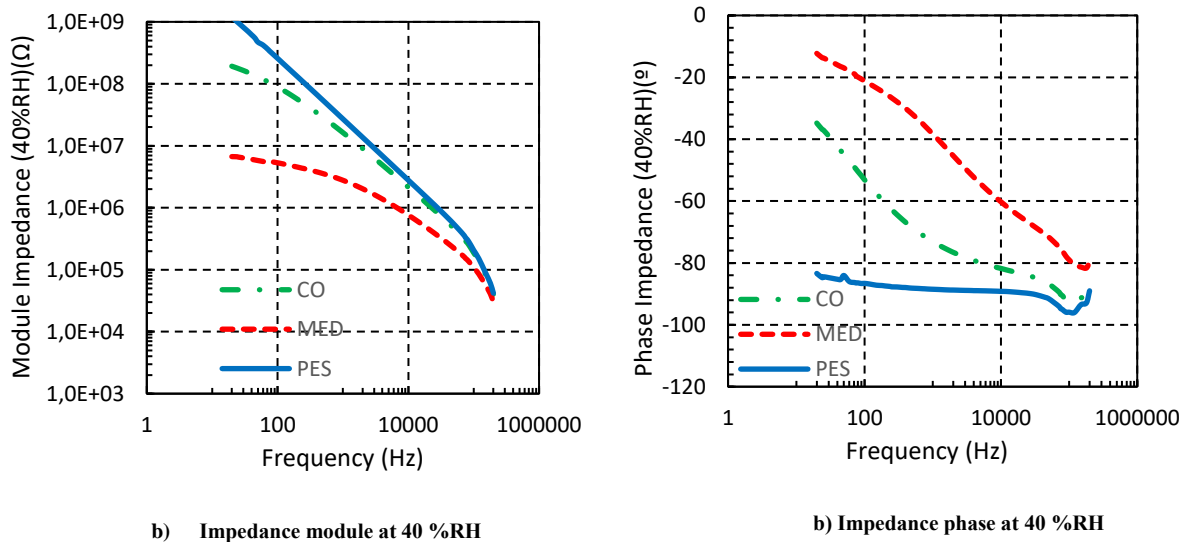 Module Impedance (40%RH)(Ω)
1,0E+09
1,0E+08
1,0E+07
1,0E+06
1,0E+05
1,0E+04
1,0E+03
CO
MED
PES
1 100 10000 1000000
Frequency (Hz)
b) Impedance module at 40 %RH
Phase Impedance (40%RH)(º)
0
-20
-40
-60
-80
-100
-120
CO
MED
PES
1 100 10000 1000000
Frequency (Hz)
b) Impedance phase at 40 %RH